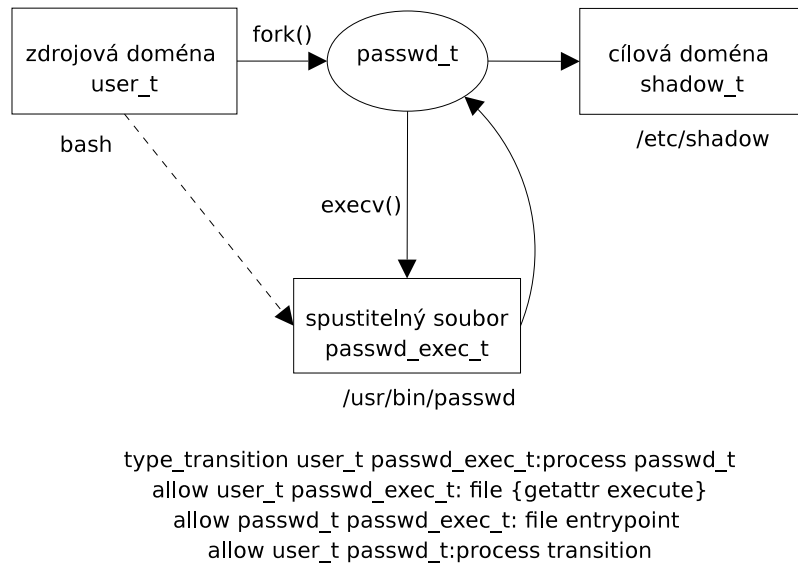 zdrojová doména
user_t
fork()
passwd_t
cílová doména
shadow_t
bash
/etc/shadow
execv()
spustitelný soubor
passwd_exec_t
/usr/bin/passwd
type_transition user_t passwd_exec_t:process passwd_t
allow user_t passwd_exec_t: file {getattr execute}
allow passwd_t passwd_exec_t: file entrypoint
allow user_t passwd_t:process transition